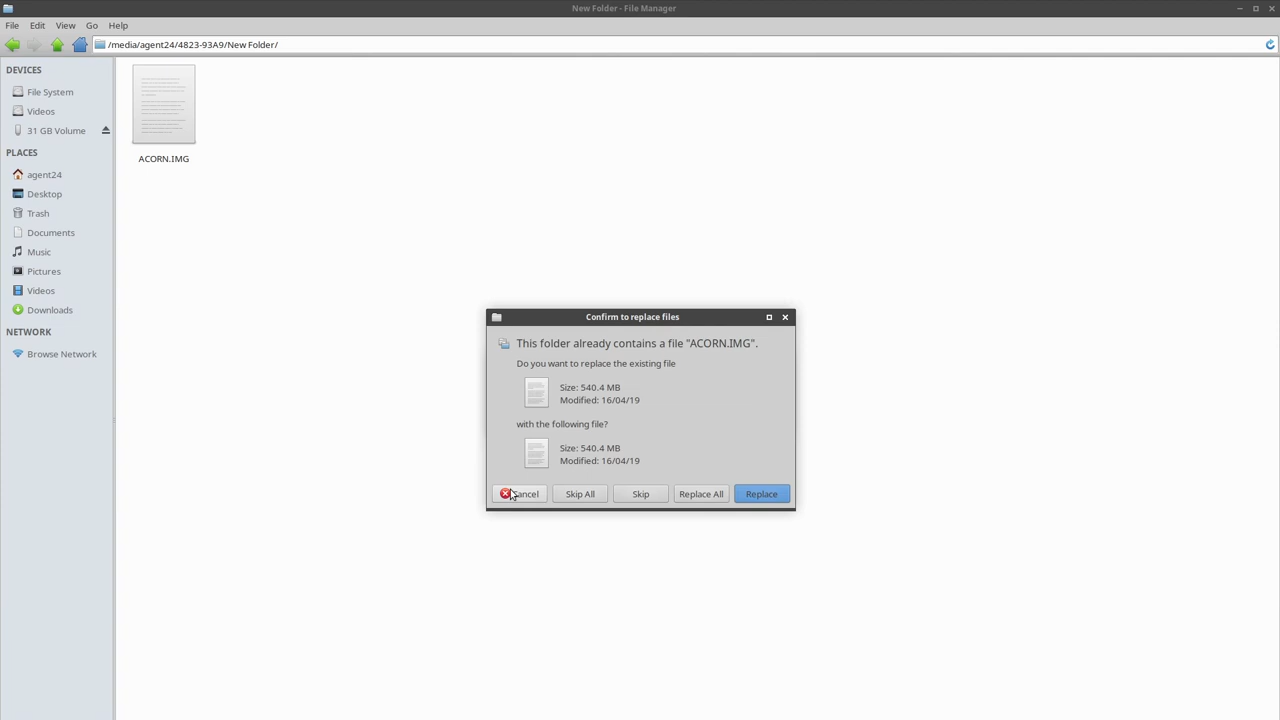 New Folder - File Manager
File Edit View Go Help
/media/agent24/4823-93A9/New Folder/
DEVICES
File System
Videos
31 GB Volume
PLACES
agent24
Desktop
Trash
Documents
Music
Pictures
Videos
Downloads
NETWORK
Browse Network
ACORN.IMG
Confirm to replace files
This folder already contains a file "ACORN.IMG".
Do you want to replace the existing file
Size: 540.4 MB
Modified: 16/04/19
with the following file?
Size: 540.4 MB
Modified: 16/04/19
Cancel Skip All Skip Replace All Replace